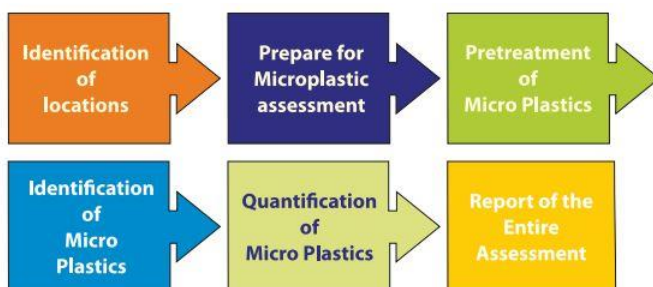 Identification
of
locations
Prepare for
Microplastic
assessment
Pretreatment
of
Micro Plastics
Identification
of
Micro
Plastics
Quantification
of
Micro Plastics
Report of the
Entire
Assessment